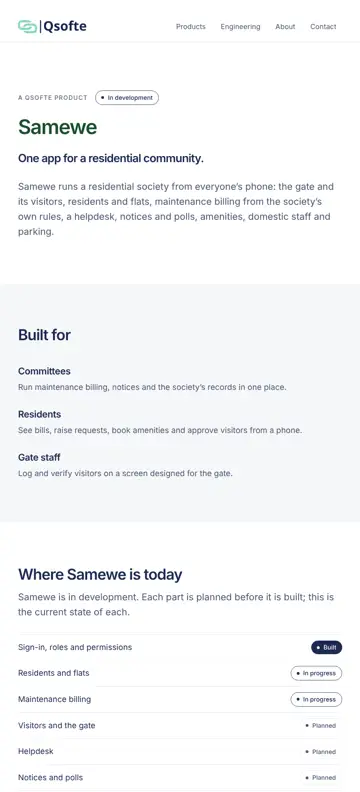 Qsofte
Products Engineering About Contact
A QSOFTE PRODUCT In development
Samewe
One app for a residential community.
Samewe runs a residential society from everyone's phone: the gate and
its visitors, residents and flats, maintenance billing from the society's
own rules, a helpdesk, notices and polls, amenities, domestic staff and
parking.
Built for
Committees
Run maintenance billing, notices and the society's records in one place.
Residents
See bills, raise requests, book amenities and approve visitors from a phone.
Gate staff
Log and verify visitors on a screen designed for the gate.
Where Samewe is today
Samewe is in development. Each part is planned before it is built; this is
the current state of each.
Sign-in, roles and permissions Built
Residents and flats In progress
Maintenance billing In progress
Visitors and the gate Planned
Helpdesk Planned
Notices and polls Planned